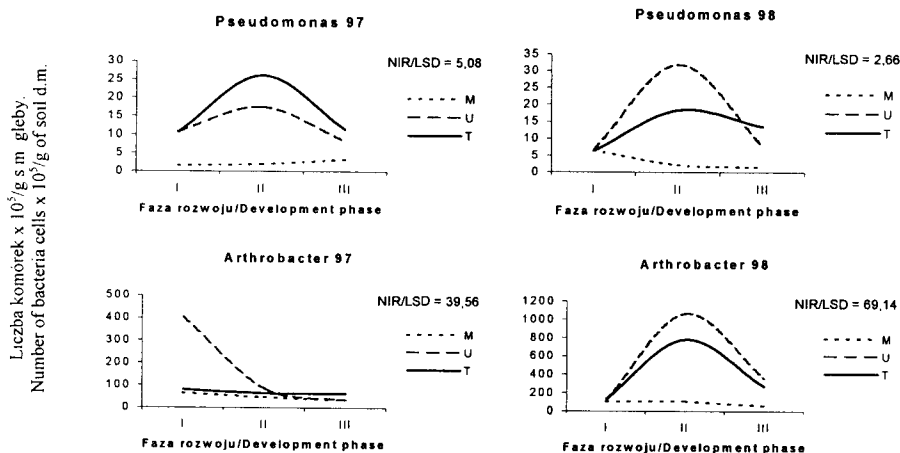 Liczba komórek x 10⁵/g s m gleby.
Number of bacteria cells x 10⁵/g of soul d.m.
Pseudomonas 97
30
25
20
15
10
5
0
I II III
Faza rozwoju/Development phase
NIR/LSD = 5,08
M
U
T
Pseudomonas 98
35
30
25
20
15
10
5
0
I II III
Faza rozwoju/Development phase
NIR/LSD = 2,66
M
U
T
Arthrobacter 97
500
400
300
200
100
0
I II III
Faza rozwoju/Development phase
NIR/LSD = 39,56
M
U
T
Arthrobacter 98
1200
1000
800
600
400
200
0
I II III
Faza rozwoju/Development phase
NIR/LSD = 69,14
M
U
T